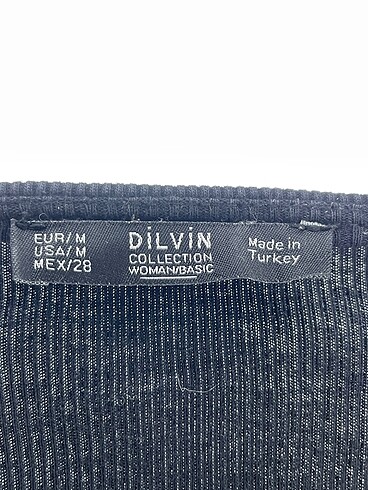 EUR/M
USA/M
MEX/28
DiLViN
COLLECTION
WOMAN/BASIC
Made in
Turkey